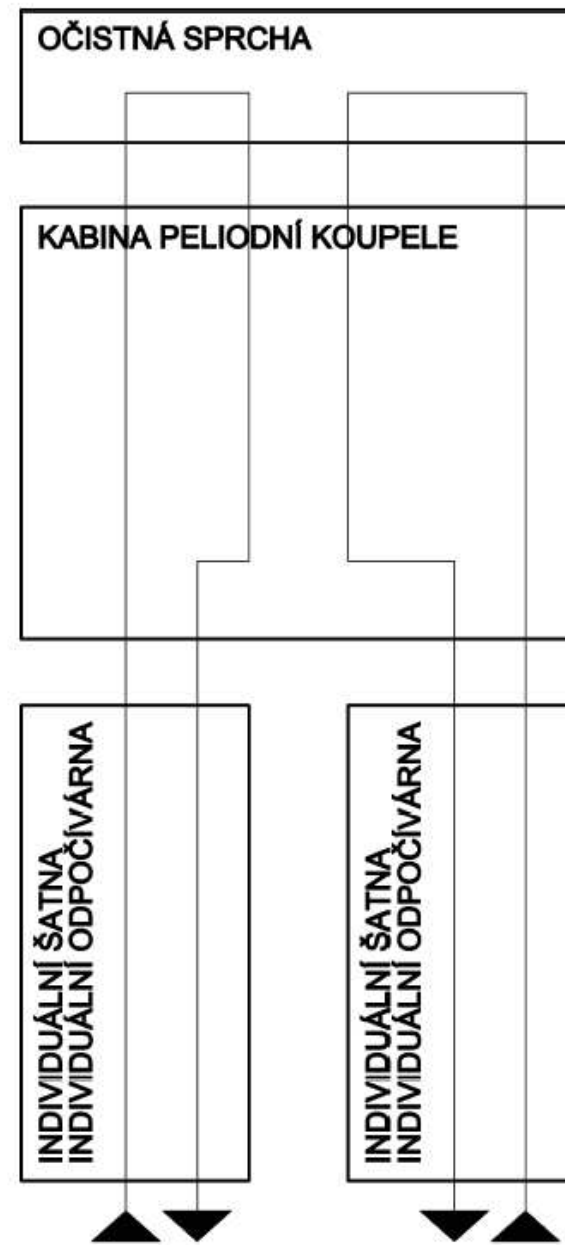 OČISTNÁ SPRCHA
KABINA PELIODNÍ KOUPELE
INDIVIDUÁLNÍ ŠATNA
INDIVIDUÁLNÍ ODPOČÍVÁRNA
INDIVIDUÁLNÍ ŠATNA
INDIVIDUÁLNÍ ODPOČÍVÁRNA